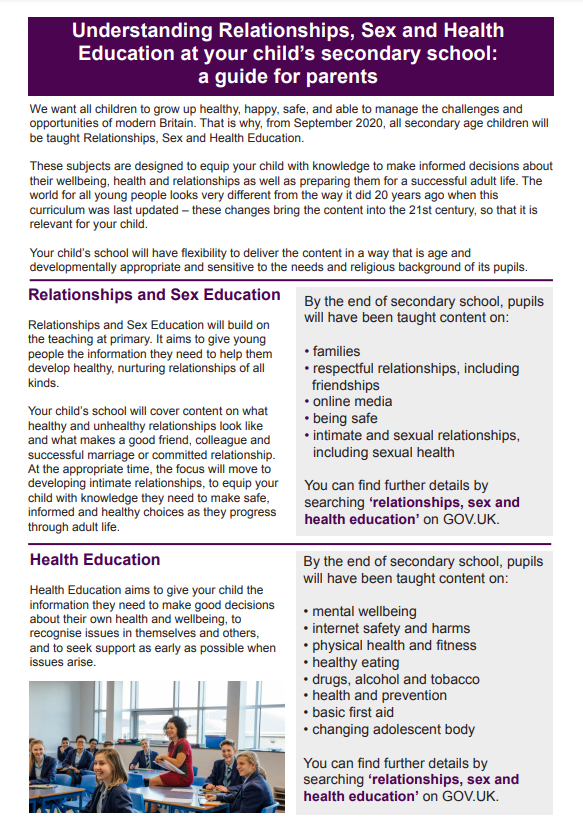 Understanding Relationships, Sex and Health
Education at your child's secondary school:
a guide for parents
We want all children to grow up healthy, happy, safe, and able to manage the challenges and
opportunities of modern Britain. That is why, from September 2020, all secondary age children will
be taught Relationships, Sex and Health Education.
These subjects are designed to equip your child with knowledge to make informed decisions about
their wellbeing, health and relationships as well as preparing them for a successful adult life. The
world for all young people looks very different from the way it did 20 years ago when this
curriculum was last updated – these changes bring the content into the 21st century, so that it is
relevant for your child.
Your child's school will have flexibility to deliver the content in a way that is age and
developmentally appropriate and sensitive to the needs and religious background of its pupils.
Relationships and Sex Education
Relationships and Sex Education will build on
the teaching at primary. It aims to give young
people the information they need to help them
develop healthy, nurturing relationships of all
kinds.
Your child's school will cover content on what
healthy and unhealthy relationships look like
and what makes a good friend, colleague and
successful marriage or committed relationship.
At the appropriate time, the focus will move to
developing intimate relationships, to equip your
child with knowledge they need to make safe,
informed and healthy choices as they progress
through adult life.
By the end of secondary school, pupils
will have been taught content on:
• families
• respectful relationships, including
friendships
• online media
• being safe
• intimate and sexual relationships,
including sexual health
You can find further details by
searching 'relationships, sex and
health education' on GOV.UK.
Health Education
Health Education aims to give your child the
information they need to make good decisions
about their own health and wellbeing, to
recognise issues in themselves and others,
and to seek support as early as possible when
issues arise.
By the end of secondary school, pupils
will have been taught content on:
• mental wellbeing
• internet safety and harms
• physical health and fitness
• healthy eating
• drugs, alcohol and tobacco
• health and prevention
• basic first aid
• changing adolescent body
You can find further details by
searching 'relationships, sex and
health education' on GOV.UK.